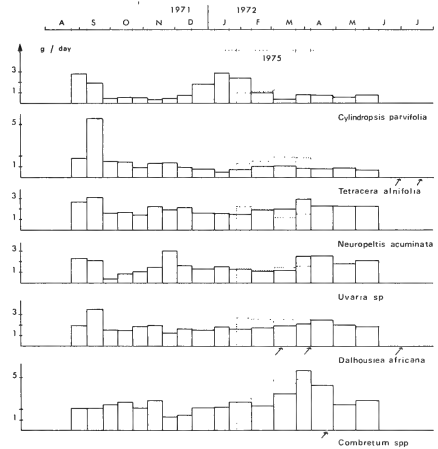 1971 1972
A S O N D J F M A M J J
g / day
1975
3
1
Cylindropsis parvifolia
5
1
Tetracera alnifolia
3
1
Neuropeltis acuminata
3
1
Uvaria sp
3
1
Dalhousiea africana
5
1
Combretum spp